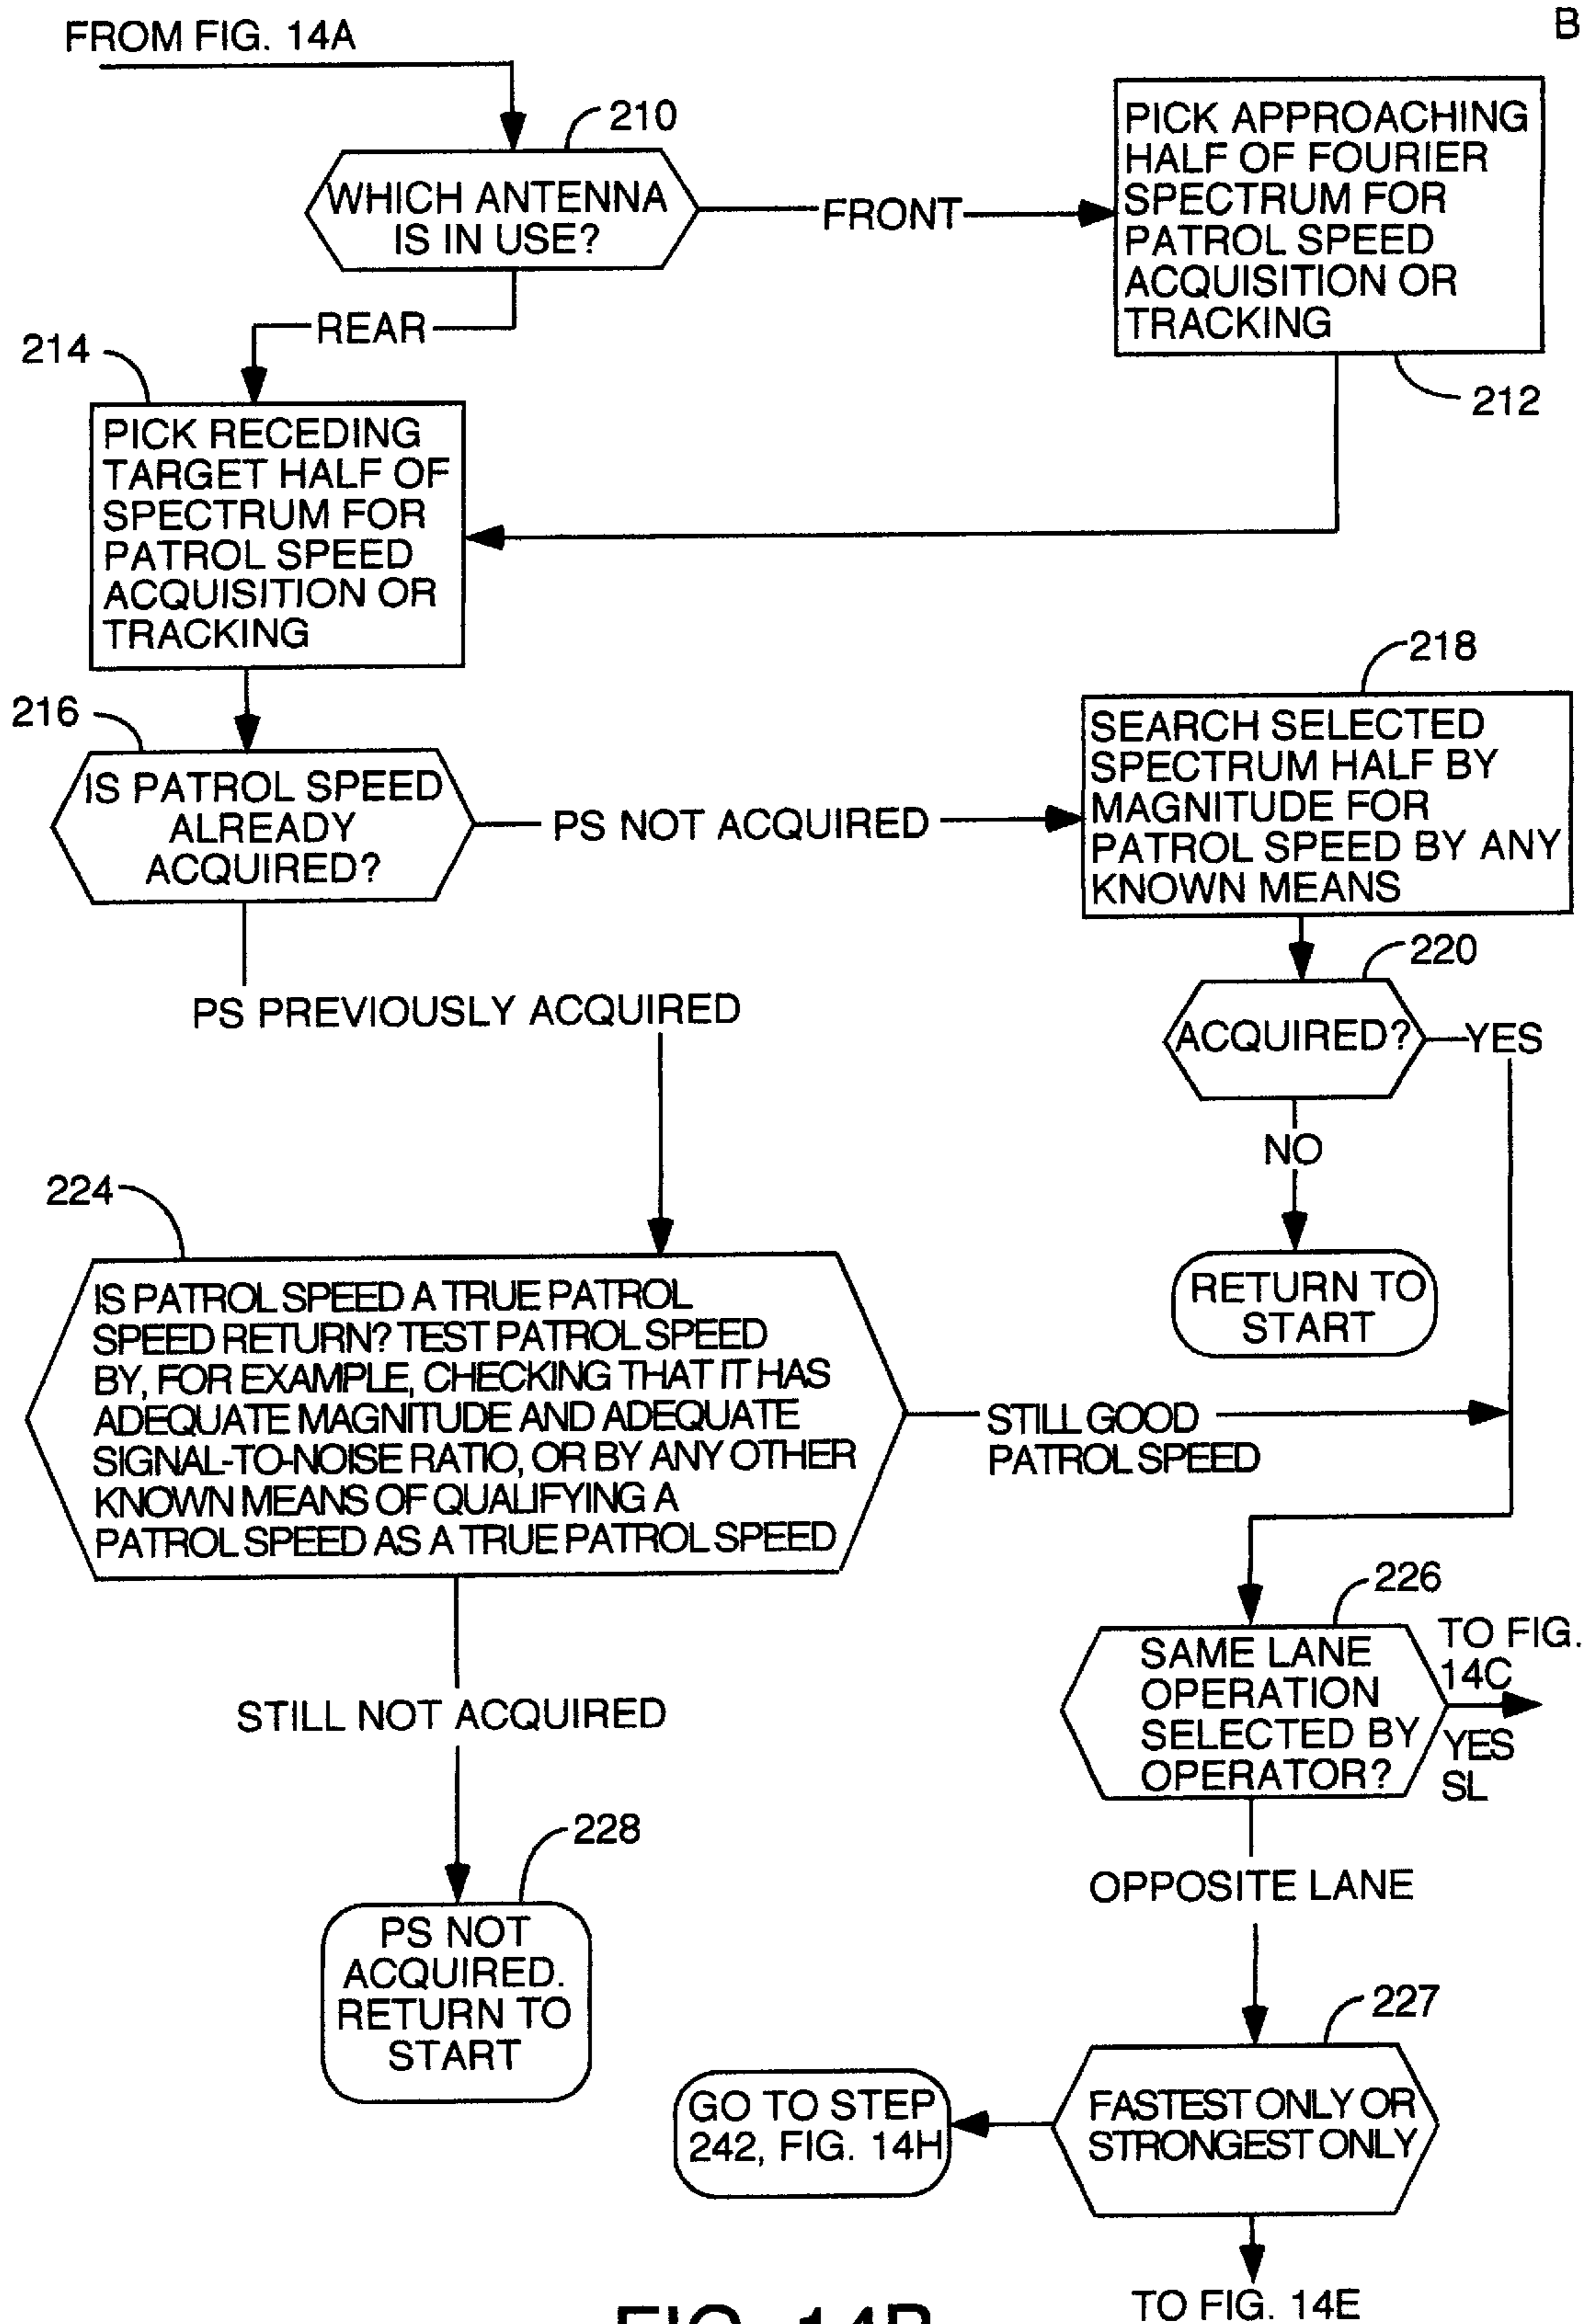 FROM FIG. 14A
B
210
WHICH ANTENNA
IS IN USE?
FRONT
PICK APPROACHING
HALF OF FOURIER
SPECTRUM FOR
PATROL SPEED
ACQUISITION OR
TRACKING
212
REAR
214
PICK RECEDING
TARGET HALF OF
SPECTRUM FOR
PATROL SPEED
ACQUISITION OR
TRACKING
216
IS PATROL SPEED
ALREADY
ACQUIRED?
PS NOT ACQUIRED
218
SEARCH SELECTED
SPECTRUM HALF BY
MAGNITUDE FOR
PATROL SPEED BY ANY
KNOWN MEANS
220
ACQUIRED?
YES
NO
RETURN TO
START
PS PREVIOUSLY ACQUIRED
224
IS PATROL SPEED A TRUE PATROL
SPEED RETURN? TEST PATROL SPEED
BY, FOR EXAMPLE, CHECKING THAT IT HAS
ADEQUATE MAGNITUDE AND ADEQUATE
SIGNAL-TO-NOISE RATIO, OR BY ANY OTHER
KNOWN MEANS OF QUALIFYING A
PATROL SPEED AS A TRUE PATROL SPEED
STILL GOOD
PATROL SPEED
STILL NOT ACQUIRED
228
PS NOT
ACQUIRED.
RETURN TO
START
226
SAME LANE
OPERATION
SELECTED BY
OPERATOR?
TO FIG.
14C
YES
SL
OPPOSITE LANE
227
FASTEST ONLY OR
STRONGEST ONLY
GO TO STEP
242, FIG. 14H
TO FIG. 14E
FIG. 14B